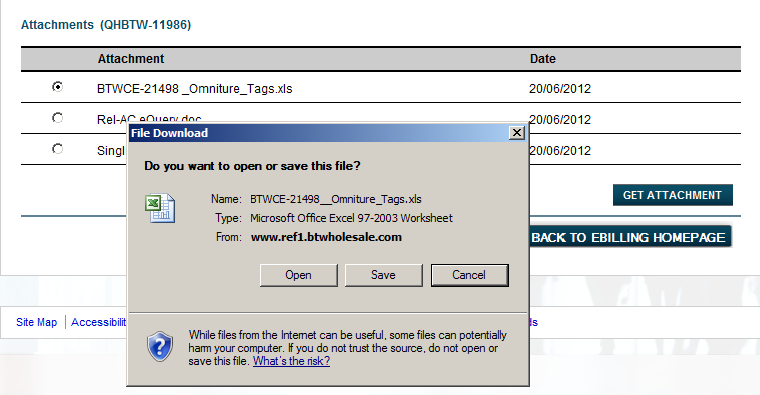 Attachments (QHBTW-11986)
Attachment Date
BTWCE-21498 _Omniture_Tags.xls 20/06/2012
Rel-AC eQuery.doc 20/06/2012
Singl 20/06/2012
File Download
Do you want to open or save this file?
Name: BTWCE-21498__Omniture_Tags.xls
Type: Microsoft Office Excel 97-2003 Worksheet
From: www.ref1.btwholesale.com
Open Save Cancel
While files from the Internet can be useful, some files can potentially
harm your computer. If you do not trust the source, do not open or
save this file. What's the risk?
GET ATTACHMENT
BACK TO EBILLING HOMEPAGE
Site Map Accessibilit ds